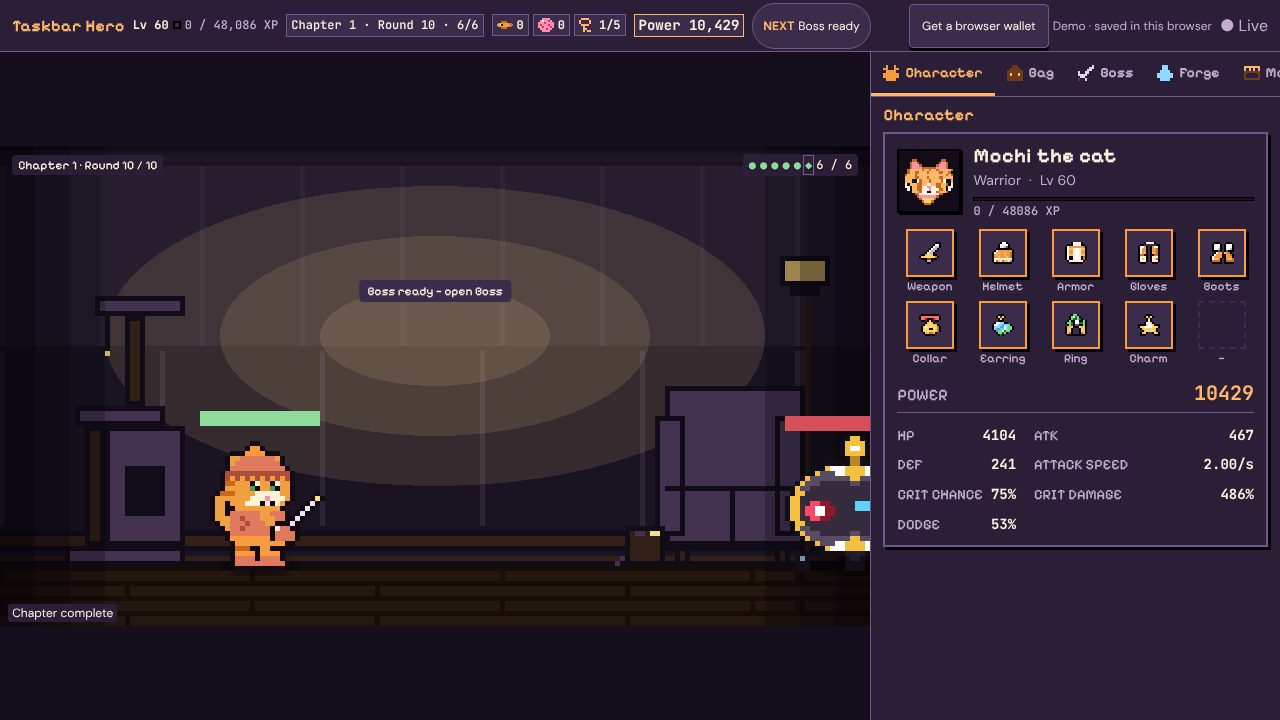 Taskbar Hero Lv 60 0 / 48,086 XP Chapter 1 · Round 10 · 6/6 0 0 1/5 Power 10,429 NEXT Boss ready Get a browser wallet Demo · saved in this browser Live
Character Bag Boss Forge
Character
Mochi the cat
Warrior · Lv 60
0 / 48086 XP
Weapon Helmet Armor Gloves Boots
Collar Earring Ring Charm -
POWER 10429
HP 4104 ATK 467
DEF 241 ATTACK SPEED 2.00/s
CRIT CHANCE 75% CRIT DAMAGE 486%
DODGE 53%
Chapter 1 · Round 10 / 10
6 / 6
Boss ready - open Boss
Chapter complete